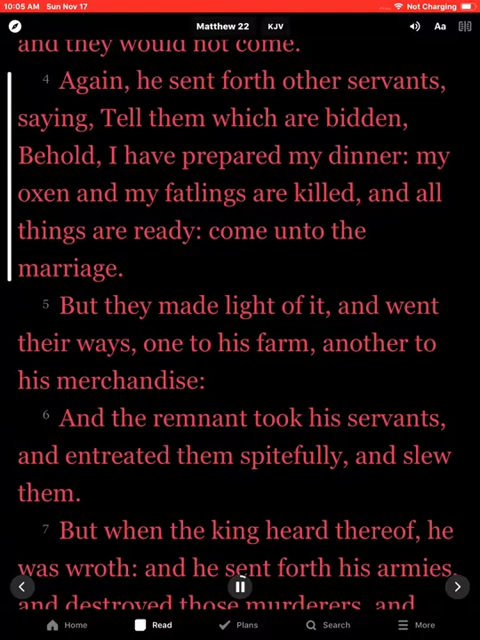 10:05 AM Sun Nov 17
Not Charging
Matthew 22 KJV
Aa
and they would not come.
4 Again, he sent forth other servants,
saying, Tell them which are bidden,
Behold, I have prepared my dinner: my
oxen and my fatlings are killed, and all
things are ready: come unto the
marriage.
5 But they made light of it, and went
their ways, one to his farm, another to
his merchandise:
6 And the remnant took his servants,
and entreated them spitefully, and slew
them.
7 But when the king heard thereof, he
was wroth: and he sent forth his armies,
and destroyed those murderers, and
Home Read Plans Search More